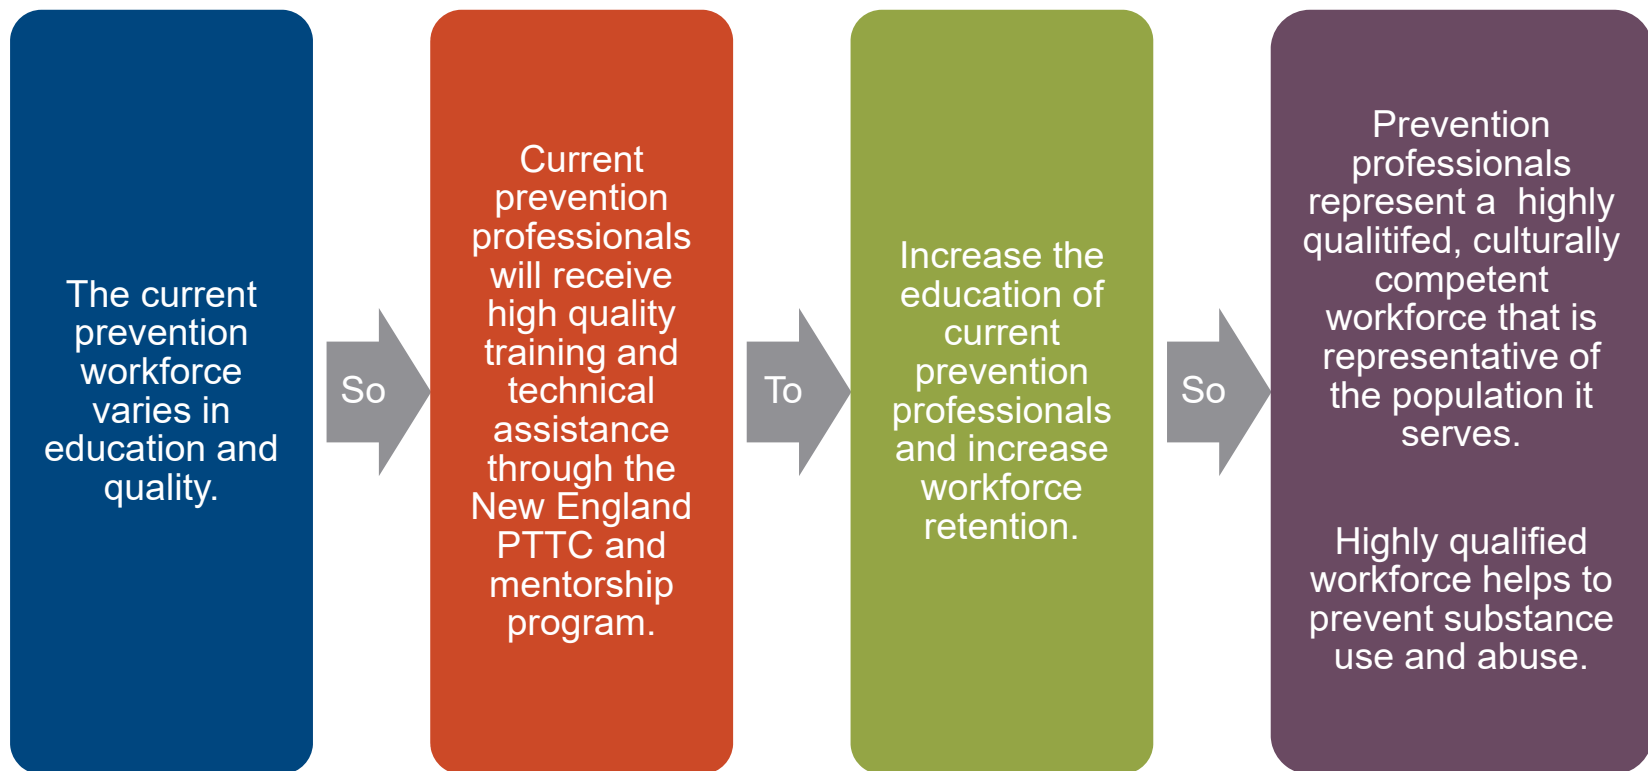 The current
prevention
workforce
varies in
education and
quality.
So
Current
prevention
professionals
will receive
high quality
training and
technical
assistance
through the
New England
PTTC and
mentorship
program.
To
Increase the
education of
current
prevention
professionals
and increase
workforce
retention.
So
Prevention
professionals
represent a  highly
qualitifed, culturally
competent
workforce that is
representative of
the population it
serves.
Highly qualified
workforce helps to
prevent substance
use and abuse.